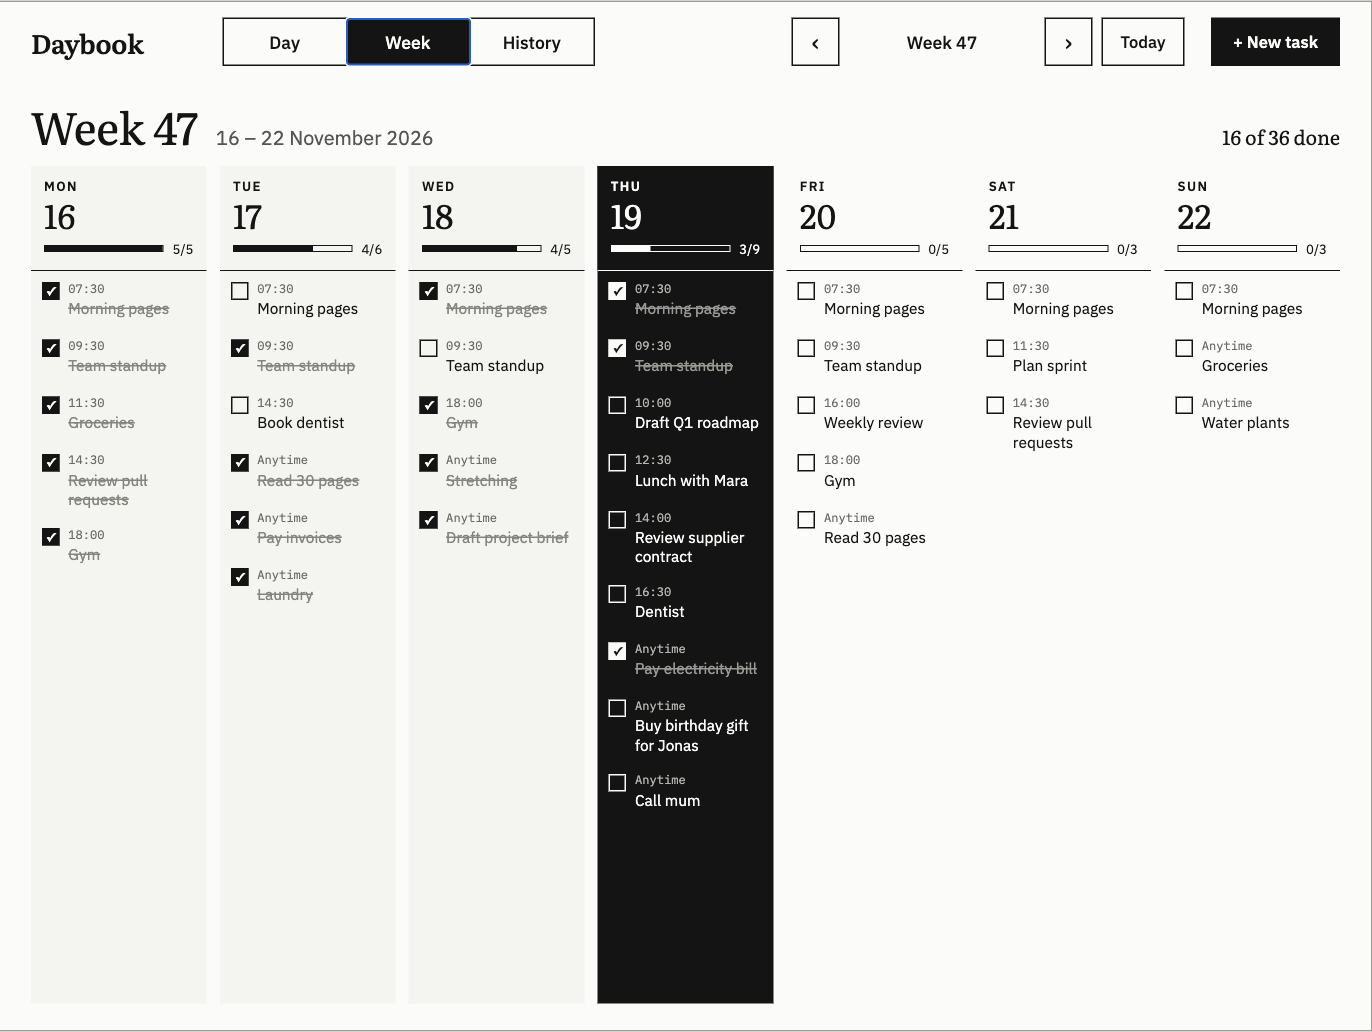 Daybook
Day
Week
History
‹
Week 47
›
Today
+ New task
Week 47
16 – 22 November 2026
16 of 36 done
MON
16
5/5
07:30
Morning pages
09:30
Team standup
11:30
Groceries
14:30
Review pull
requests
18:00
Gym
TUE
17
4/6
07:30
Morning pages
09:30
Team standup
14:30
Book dentist
Anytime
Read 30 pages
Anytime
Pay invoices
Anytime
Laundry
WED
18
4/5
07:30
Morning pages
09:30
Team standup
18:00
Gym
Anytime
Stretching
Anytime
Draft project brief
THU
19
3/9
07:30
Morning pages
09:30
Team standup
10:00
Draft Q1 roadmap
12:30
Lunch with Mara
14:00
Review supplier
contract
16:30
Dentist
Anytime
Pay electricity bill
Anytime
Buy birthday gift
for Jonas
Anytime
Call mum
FRI
20
0/5
07:30
Morning pages
09:30
Team standup
16:00
Weekly review
18:00
Gym
Anytime
Read 30 pages
SAT
21
0/3
07:30
Morning pages
11:30
Plan sprint
14:30
Review pull
requests
SUN
22
0/3
07:30
Morning pages
Anytime
Groceries
Anytime
Water plants